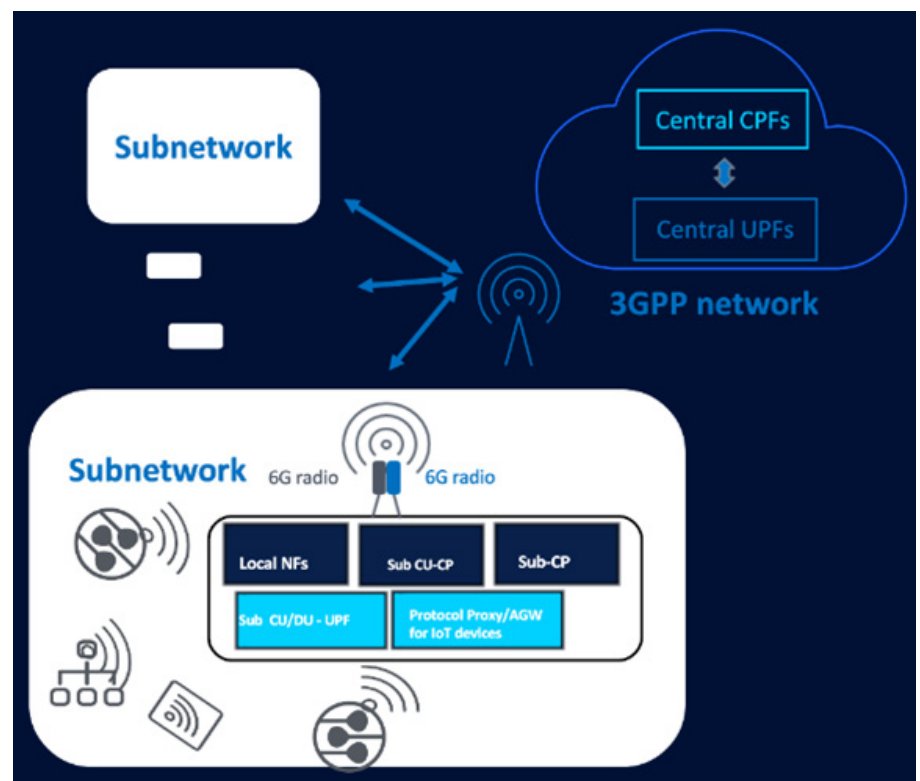 Subnetwork
Central CPFs
Central UPFs
3GPP network
Subnetwork
6G radio
6G radio
Local NFs
Sub CU-CP
Sub-CP
Sub CU/DU - UPF
Protocol Proxy/AGW
for IoT devices